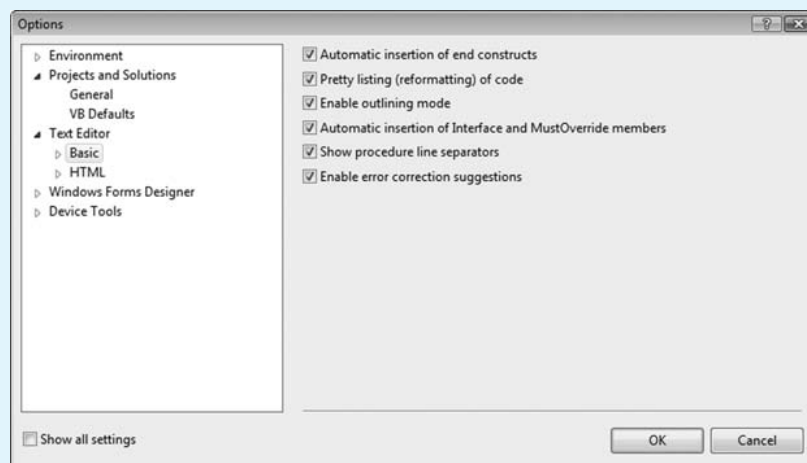 Options
Environment
Projects and Solutions
General
VB Defaults
Text Editor
Basic
HTML
Windows Forms Designer
Device Tools
Automatic insertion of end constructs
Pretty listing (reformatting) of code
Enable outlining mode
Automatic insertion of Interface and MustOverride members
Show procedure line separators
Enable error correction suggestions
Show all settings
OK
Cancel